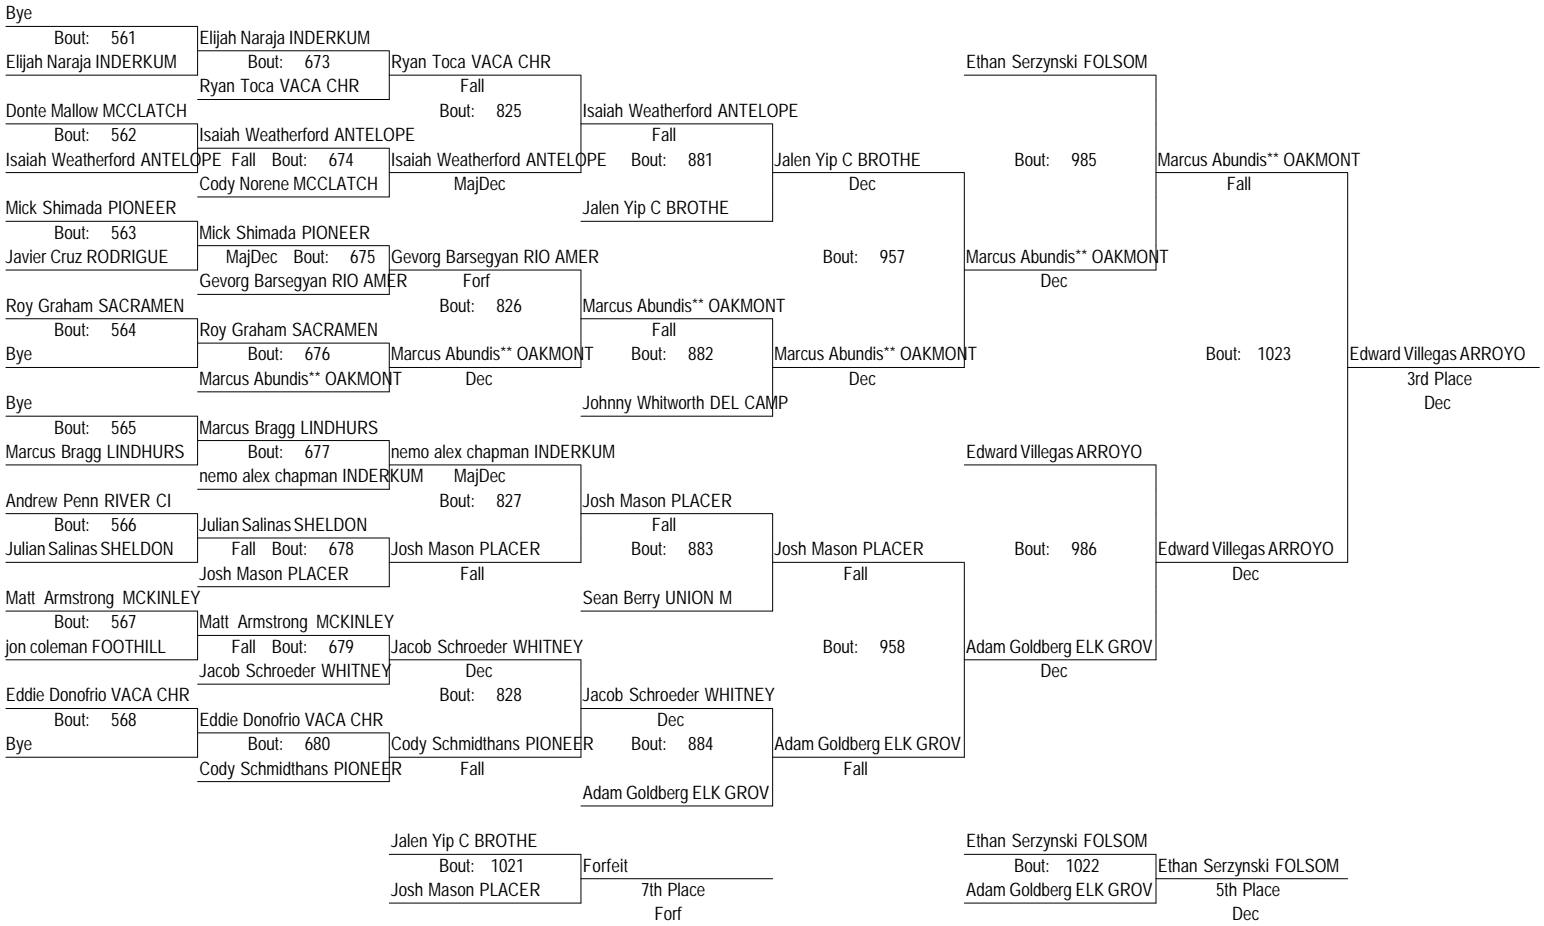 Bye
Bout: 561 Elijah Naraja INDERKUM
Elijah Naraja INDERKUM Bout: 673 Ryan Toca VACA CHR Ethan Serzynski FOLSOM
Ryan Toca VACA CHR Fall
Donte Mallow MCCLATCH Bout: 825 Isaiah Weatherford ANTELOPE
Bout: 562 Isaiah Weatherford ANTELOPE Fall
Isaiah Weatherford ANTELOPE Fall Bout: 674 Isaiah Weatherford ANTELOPE Bout: 881 Jalen Yip C BROTHE Bout: 985 Marcus Abundis** OAKMONT
Cody Norene MCCLATCH MajDec Dec Fall
Mick Shimada PIONEER Jalen Yip C BROTHE
Bout: 563 Mick Shimada PIONEER
Javier Cruz RODRIGUE MajDec Bout: 675 Gevorg Barsegyan RIO AMER Bout: 957 Marcus Abundis** OAKMONT
Gevorg Barsegyan RIO AMER Forf Dec
Roy Graham SACRAMEN Bout: 826 Marcus Abundis** OAKMONT
Bout: 564 Roy Graham SACRAMEN Fall
Bye Bout: 676 Marcus Abundis** OAKMONT Bout: 882 Marcus Abundis** OAKMONT Bout: 1023 Edward Villegas ARROYO
Marcus Abundis** OAKMONT Dec Dec 3rd Place
Bye Johnny Whitworth DEL CAMP Dec
Bout: 565 Marcus Bragg LINDHURS
Marcus Bragg LINDHURS Bout: 677 nemo alex chapman INDERKUM Edward Villegas ARROYO
nemo alex chapman INDERKUM MajDec
Andrew Penn RIVER CI Bout: 827 Josh Mason PLACER
Bout: 566 Julian Salinas SHELDON Fall
Julian Salinas SHELDON Fall Bout: 678 Josh Mason PLACER Bout: 883 Josh Mason PLACER Bout: 986 Edward Villegas ARROYO
Josh Mason PLACER Fall Fall Dec
Matt Armstrong MCKINLEY Sean Berry UNION M
Bout: 567 Matt Armstrong MCKINLEY
jon coleman FOOTHILL Fall Bout: 679 Jacob Schroeder WHITNEY Bout: 958 Adam Goldberg ELK GROV
Jacob Schroeder WHITNEY Dec Dec
Eddie Donofrio VACA CHR Bout: 828 Jacob Schroeder WHITNEY
Bout: 568 Eddie Donofrio VACA CHR Dec
Bye Bout: 680 Cody Schmidthans PIONEER Bout: 884 Adam Goldberg ELK GROV
Cody Schmidthans PIONEER Fall Fall
Adam Goldberg ELK GROV
Jalen Yip C BROTHE Ethan Serzynski FOLSOM
Bout: 1021 Forfeit Bout: 1022 Ethan Serzynski FOLSOM
Josh Mason PLACER 7th Place Adam Goldberg ELK GROV 5th Place
Forf Dec